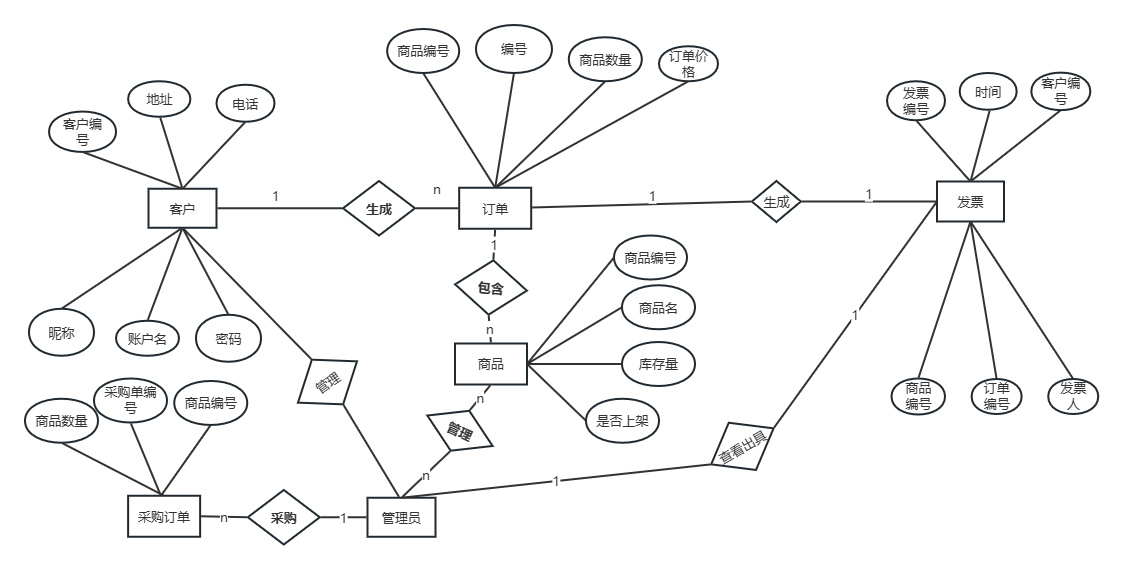 商品编号
编号
商品数量
订单价
格
客户编
号
地址
电话
发票
编号
时间
客户编
号
客户
1
生成
n
订单
1
生成
1
发票
1
包含
n
商品
商品编号
商品名
库存量
是否上架
昵称
账户名
密码
管理
n
管理
n
1
查看出具
1
商品
编号
订单
编号
发票
人
商品数量
采购单编
号
商品编号
采购订单
n
采购
1
管理员